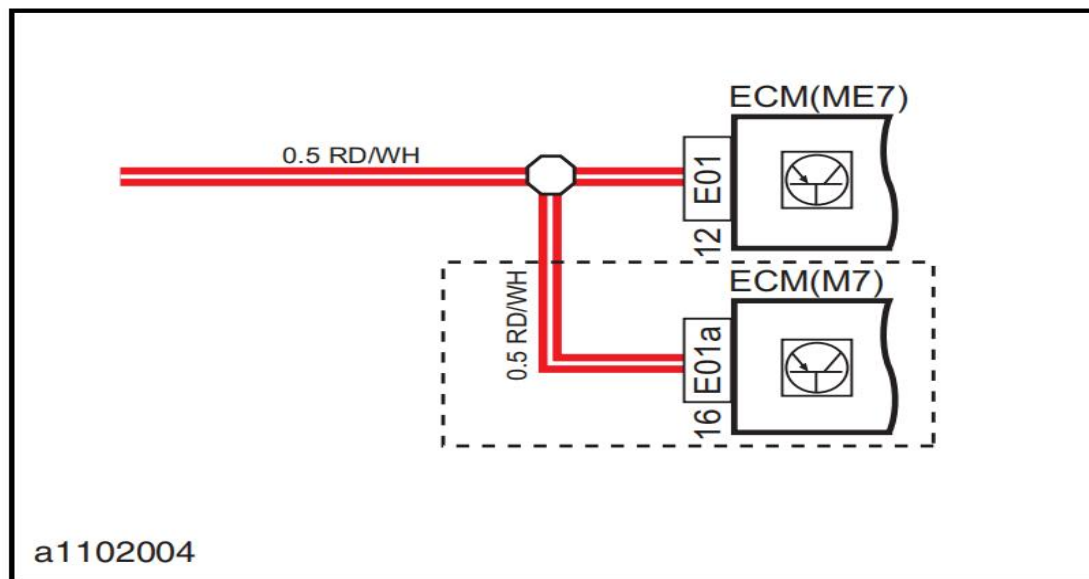 ECM(ME7)
0.5 RD/WH
E01
12
ECM(M7)
0.5 RD/WH
E01a
16
a1102004